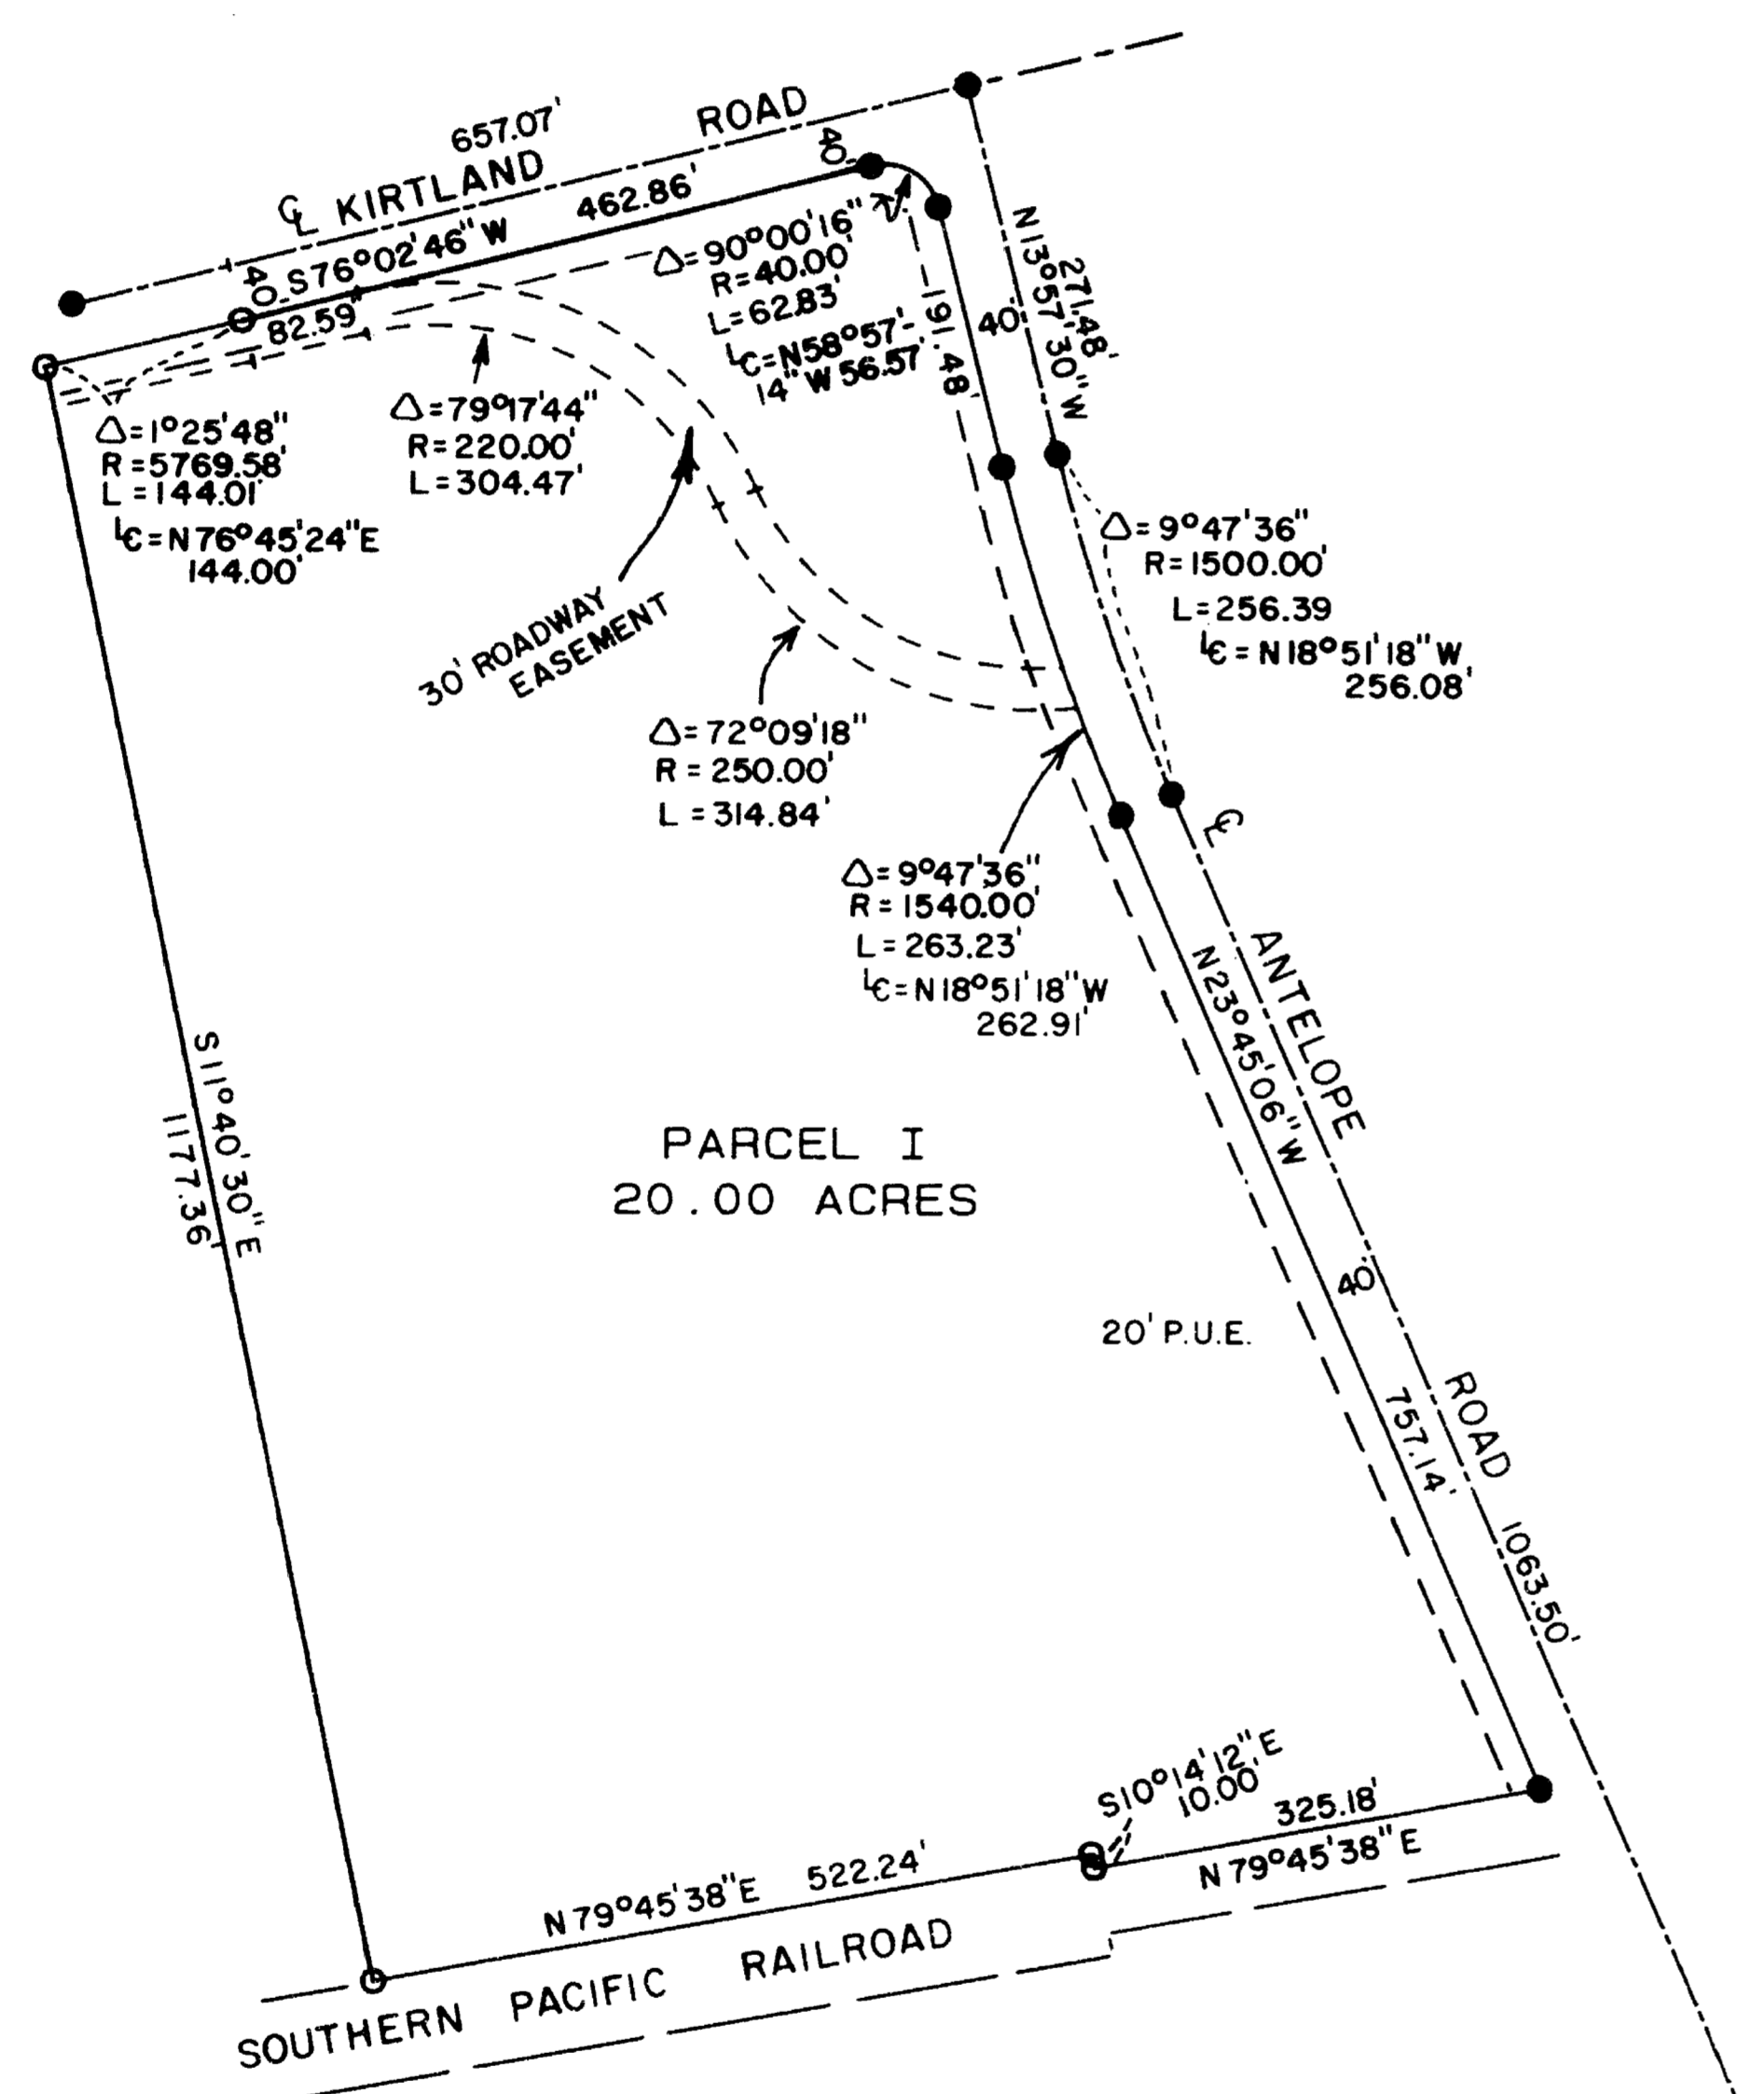 657.07'
℄ KIRTLAND ROAD
40'
462.86'
S76°02'46"W
40'
82.59'
Δ=90°00'16"
R=40.00'
L=62.83'
LC=N58°57'-
14"W 56.57'
191.48'
40'
N13°57'30"W
271.48'
Δ=1°25'48"
R=5769.58'
L=144.01'
LC=N76°45'24"E
144.00'
Δ=79°17'44"
R=220.00'
L=304.47'
Δ=9°47'36"
R=1500.00'
L=256.39
LC=N18°51'18"W
256.08'
30' ROADWAY
EASEMENT
Δ=72°09'18"
R=250.00'
L=314.84'
Δ=9°47'36"
R=1540.00'
L=263.23'
LC=N18°51'18"W
262.91'
℄ ANTELOPE ROAD
N23°45'06"W
757.14'
40'
1063.50'
S11°40'30"E
1177.36'
PARCEL I
20.00 ACRES
20' P.U.E.
S10°14'12"E
10.00'
325.18'
N79°45'38"E
N79°45'38"E 522.24'
SOUTHERN PACIFIC RAILROAD